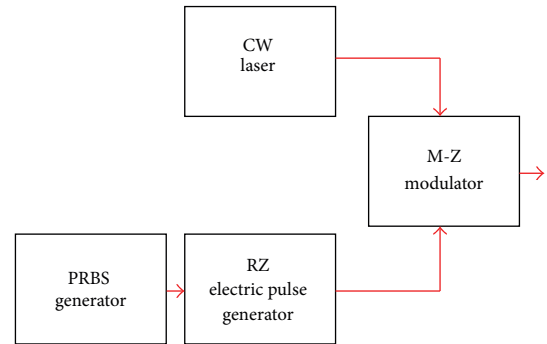 CW
laser
M-Z
modulator
PRBS
generator
RZ
electric pulse
generator